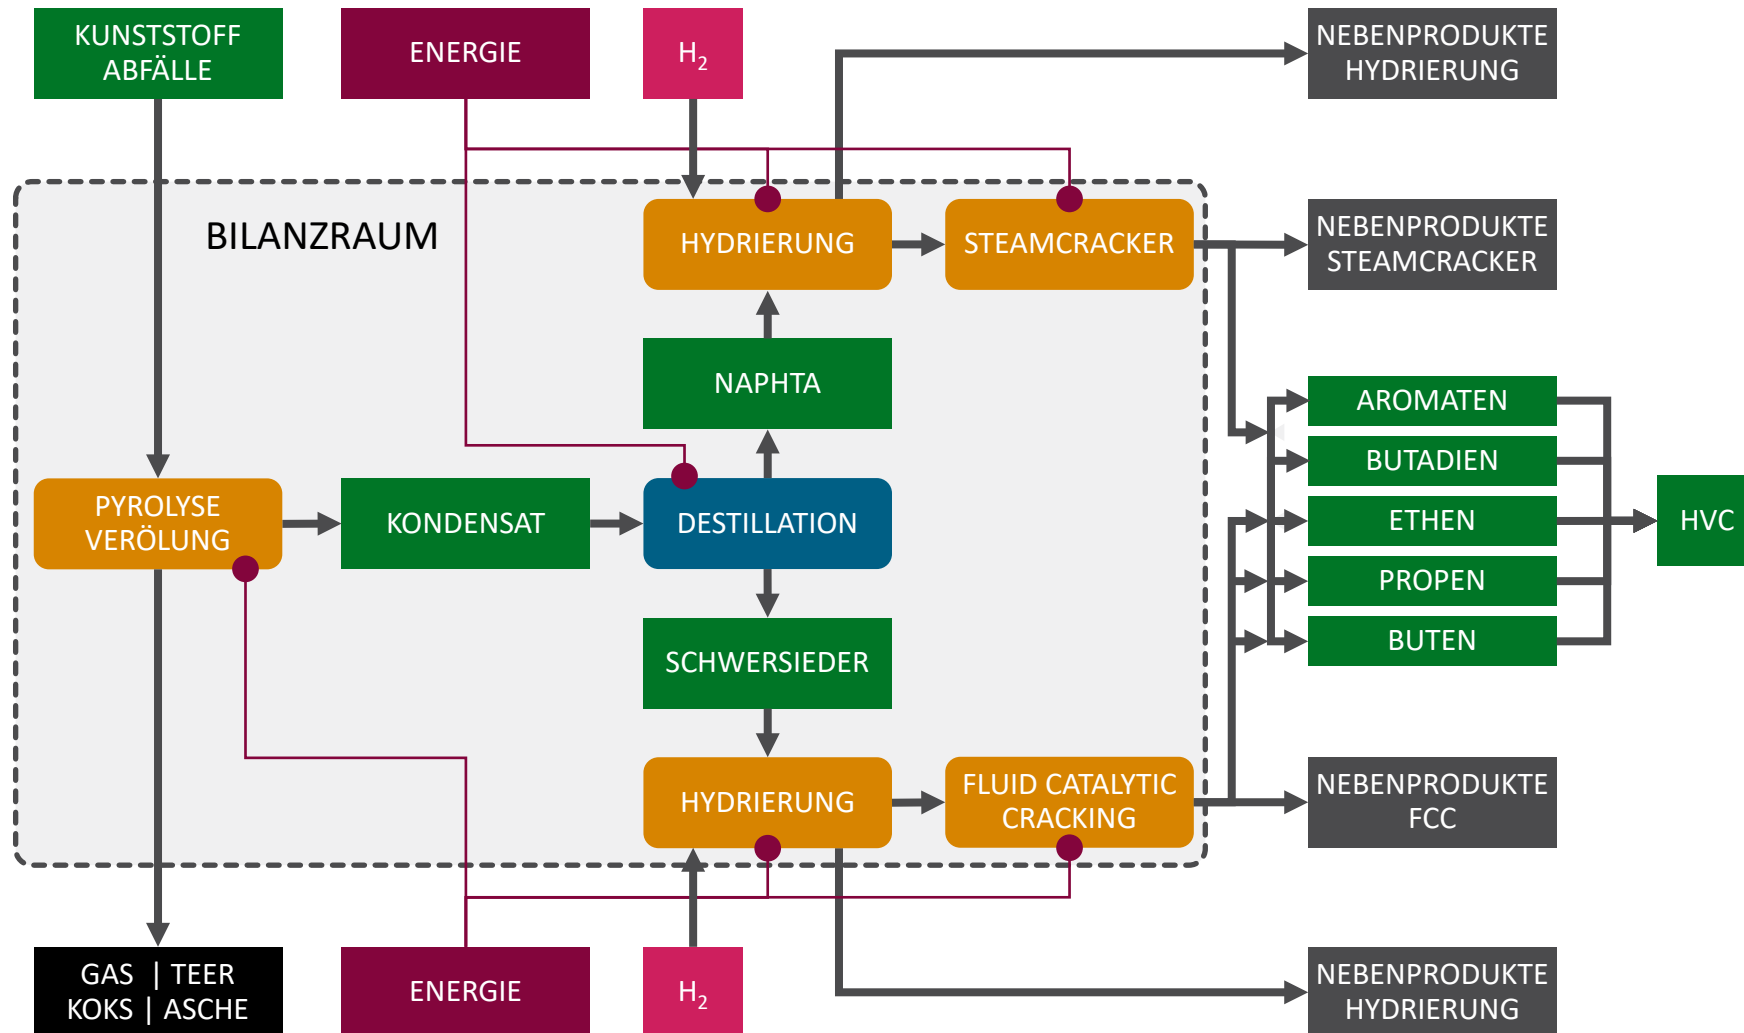 KUNSTSTOFF
ABFÄLLE
ENERGIE
H₂
NEBENPRODUKTE
HYDRIERUNG
BILANZRAUM
HYDRIERUNG
STEAMCRACKER
NEBENPRODUKTE
STEAMCRACKER
NAPHTA
AROMATEN
BUTADIEN
PYROLYSE
VERÖLUNG
KONDENSAT
DESTILLATION
ETHEN
HVC
PROPEN
BUTEN
SCHWERSIEDER
HYDRIERUNG
FLUID CATALYTIC
CRACKING
NEBENPRODUKTE
FCC
GAS | TEER
KOKS | ASCHE
ENERGIE
H₂
NEBENPRODUKTE
HYDRIERUNG